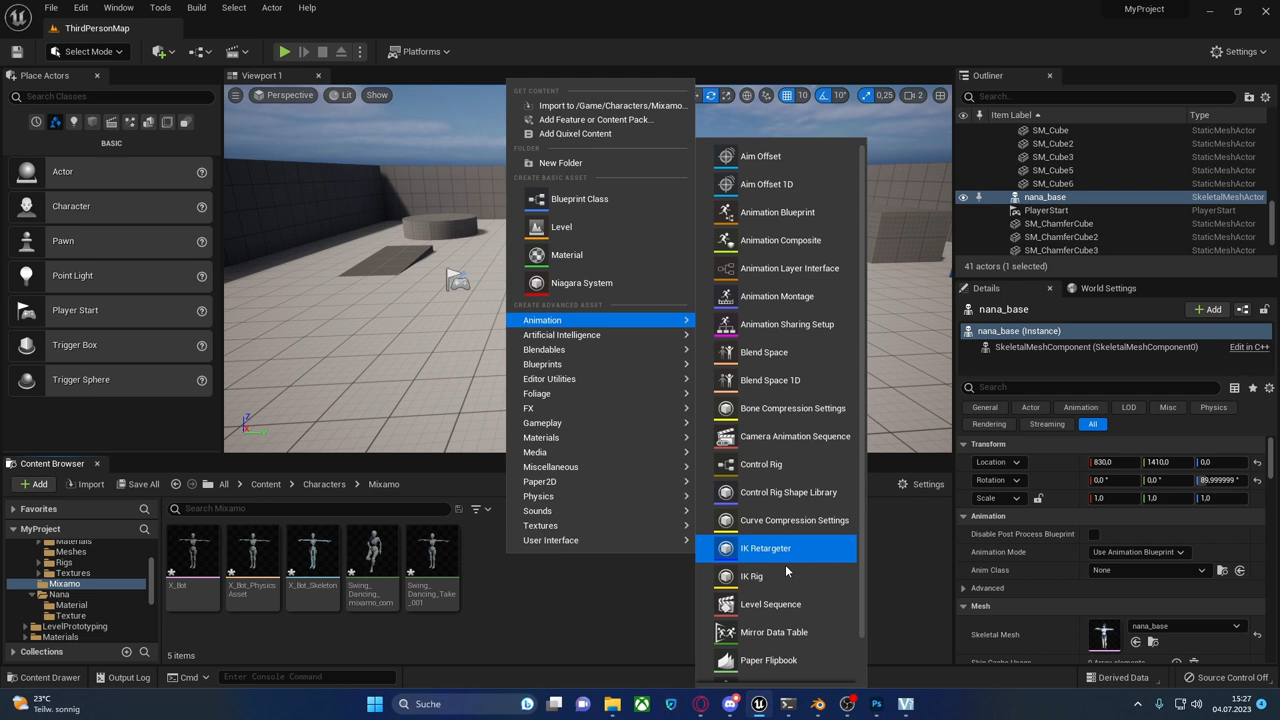 File
Edit
Window
Tools
Build
Select
Actor
Help
MyProject
ThirdPersonMap
Select Mode
Platforms
Settings
Place Actors
Viewport 1
Outliner
Search Classes
Perspective
Lit
Show
10
10°
0,25
2
Search...
Item Label
Type
BASIC
Actor
Character
Pawn
Point Light
Player Start
Trigger Box
Trigger Sphere
GET CONTENT
Import to /Game/Characters/Mixamo...
Add Feature or Content Pack...
Add Quixel Content
FOLDER
New Folder
CREATE BASIC ASSET
Blueprint Class
Level
Material
Niagara System
CREATE ADVANCED ASSET
Animation
Artificial Intelligence
Blendables
Blueprints
Editor Utilities
Foliage
FX
Gameplay
Materials
Media
Miscellaneous
Paper2D
Physics
Sounds
Textures
User Interface
Aim Offset
Aim Offset 1D
Animation Blueprint
Animation Composite
Animation Layer Interface
Animation Montage
Animation Sharing Setup
Blend Space
Blend Space 1D
Bone Compression Settings
Camera Animation Sequence
Control Rig
Control Rig Shape Library
Curve Compression Settings
IK Retargeter
IK Rig
Level Sequence
Mirror Data Table
Paper Flipbook
SM_Cube StaticMeshActor
SM_Cube2 StaticMeshActor
SM_Cube3 StaticMeshActor
SM_Cube5 StaticMeshActor
SM_Cube6 StaticMeshActor
nana_base SkeletalMeshActor
PlayerStart PlayerStart
SM_ChamferCube StaticMeshActor
SM_ChamferCube2 StaticMeshActor
SM_ChamferCube3 StaticMeshActor
41 actors (1 selected)
Details
World Settings
nana_base
Add
nana_base (Instance)
SkeletalMeshComponent (SkeletalMeshComponent0)
Edit in C++
Search
General
Actor
Animation
LOD
Misc
Physics
Rendering
Streaming
All
Transform
Location 830,0 1410,0 0,0
Rotation 0,0 ° 0,0 ° 89,999999 °
Scale 1,0 1,0 1,0
Animation
Disable Post Process Blueprint
Animation Mode Use Animation Blueprint
Anim Class None
Advanced
Mesh
Skeletal Mesh nana_base
Content Browser
Add
Import
Save All
All
Content
Characters
Mixamo
Settings
Search Mixamo
MyProject
Materials
Meshes
Rigs
Textures
Mixamo
Nana
Material
Texture
LevelPrototyping
Materials
Collections
X_Bot
X_Bot_Physics
Asset
X_Bot_Skeleton
Swing_
Dancing_
mixamo_com
Swing_
Dancing_Take
_001
5 items
Output Log
Cmd
Enter Console Command
Derived Data
Source Control Off
23°C
Teilw. sonnig
Suche
15:27
04.07.2023